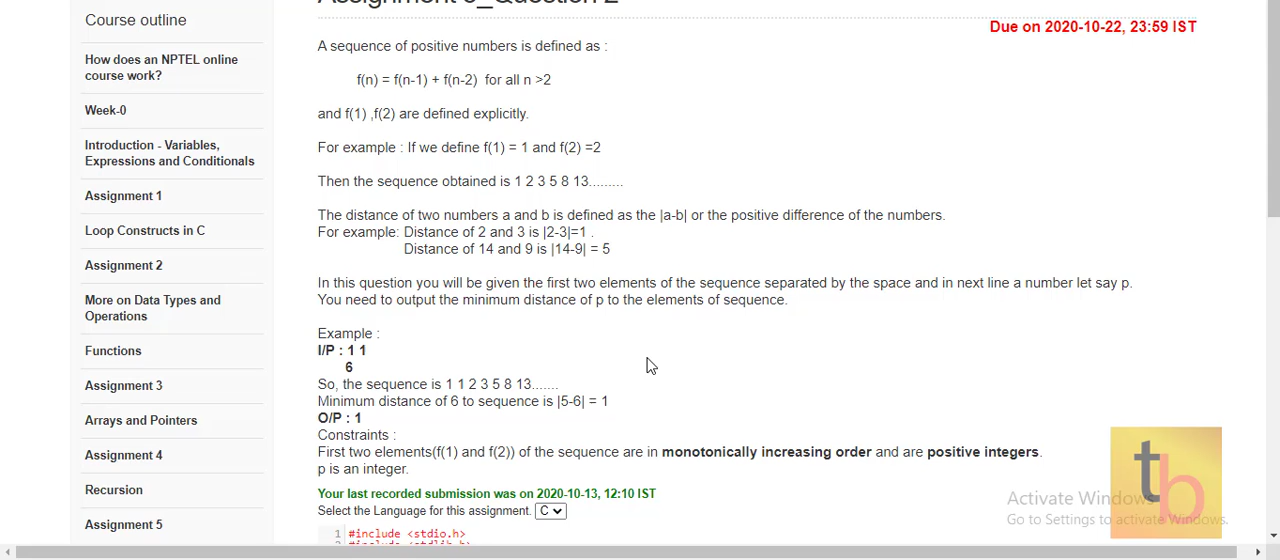 Course outline
How does an NPTEL online
course work?
Week-0
Introduction - Variables,
Expressions and Conditionals
Assignment 1
Loop Constructs in C
Assignment 2
More on Data Types and
Operations
Functions
Assignment 3
Arrays and Pointers
Assignment 4
Recursion
Assignment 5
Due on 2020-10-22, 23:59 IST
A sequence of positive numbers is defined as :
f(n) = f(n-1) + f(n-2) for all n >2
and f(1) ,f(2) are defined explicitly.
For example : If we define f(1) = 1 and f(2) =2
Then the sequence obtained is 1 2 3 5 8 13.........
The distance of two numbers a and b is defined as the |a-b| or the positive difference of the numbers.
For example: Distance of 2 and 3 is |2-3|=1 .
Distance of 14 and 9 is |14-9| = 5
In this question you will be given the first two elements of the sequence separated by the space and in next line a number let say p.
You need to output the minimum distance of p to the elements of sequence.
Example :
I/P : 1 1
6
So, the sequence is 1 1 2 3 5 8 13.......
Minimum distance of 6 to sequence is |5-6| = 1
O/P : 1
Constraints :
First two elements(f(1) and f(2)) of the sequence are in monotonically increasing order and are positive integers.
p is an integer.
Your last recorded submission was on 2020-10-13, 12:10 IST
Select the Language for this assignment. C
1 #include <stdio.h>
tb
Activate Windows
Go to Settings to activate Windows.